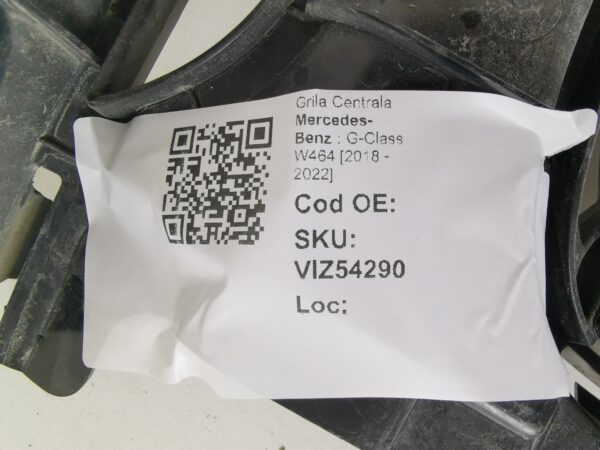 Grila Centrala
Mercedes-
Benz : G-Class
W464 [2018 -
2022]
Cod OE:
SKU:
VIZ54290
Loc: